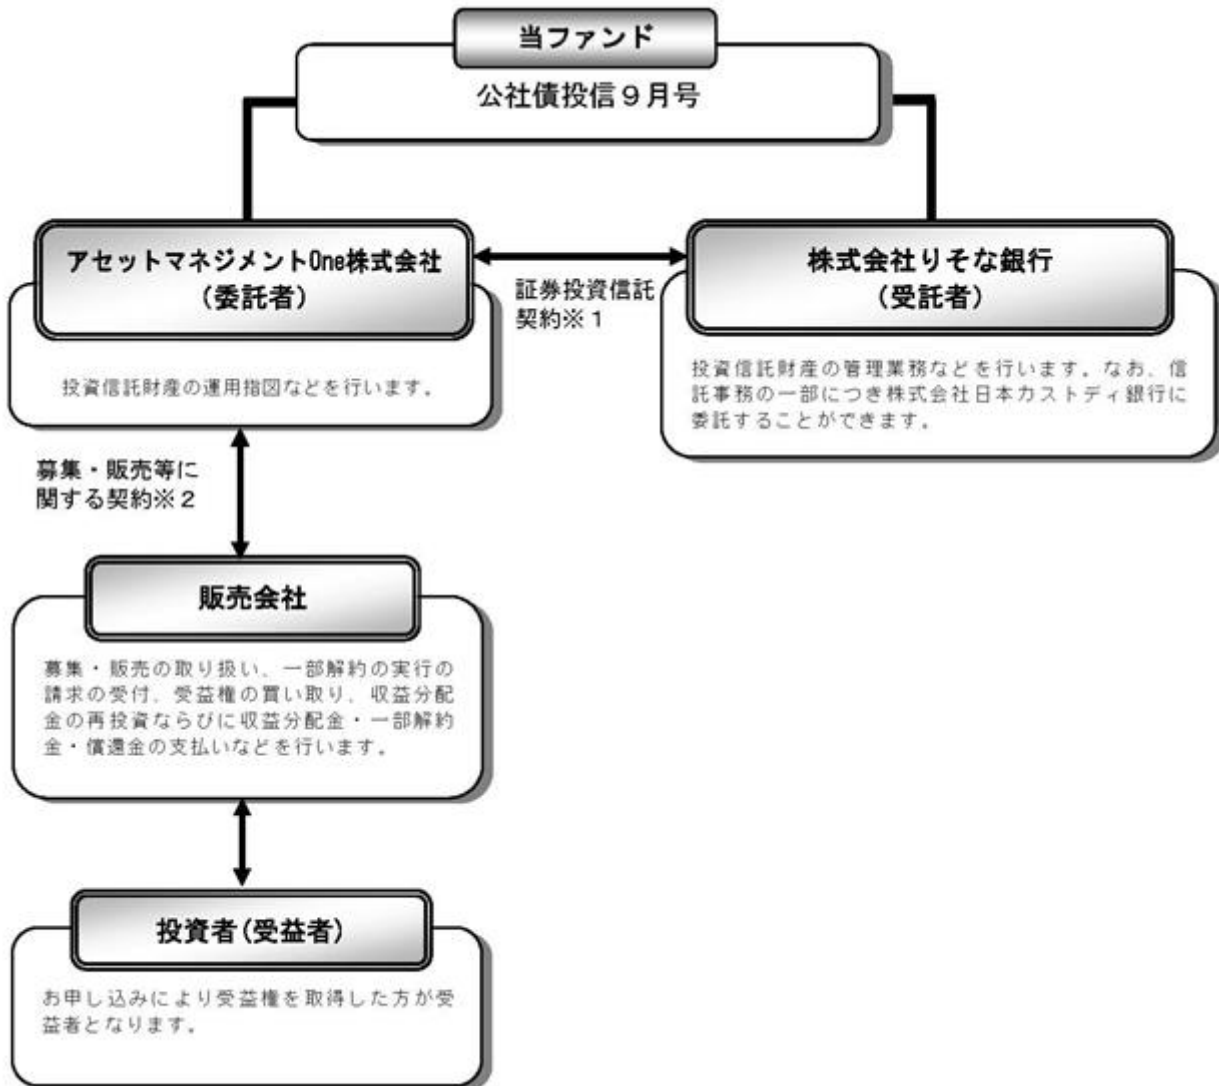 当ファンド
公社債投信９月号
アセットマネジメントOne株式会社
（委託者）
投資信託財産の運用指図などを行います。
証券投資信託
契約※１
株式会社りそな銀行
（受託者）
投資信託財産の管理業務などを行います。なお、信
託事務の一部につき株式会社日本カストディ銀行に
委託することができます。
募集・販売等に
関する契約※２
販売会社
募集・販売の取り扱い、一部解約の実行の
請求の受付、受益権の買い取り、収益分配
金の再投資ならびに収益分配金・一部解約
金・償還金の支払いなどを行います。
投資者(受益者)
お申し込みにより受益権を取得した方が受
益者となります。